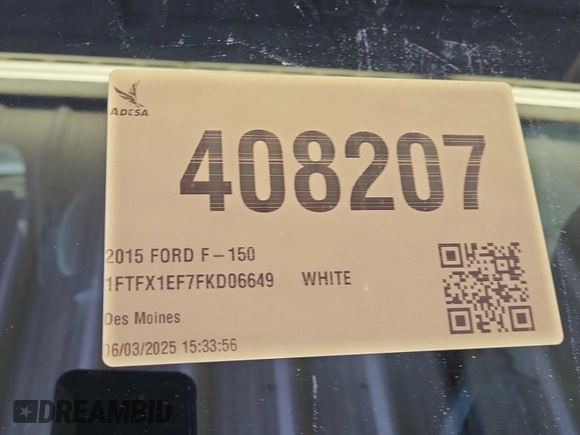 ADESA
408207
2015 FORD F-150
1FTFX1EF7FKD06649 WHITE
Des Moines
06/03/2025 15:33:56
DREAMBID